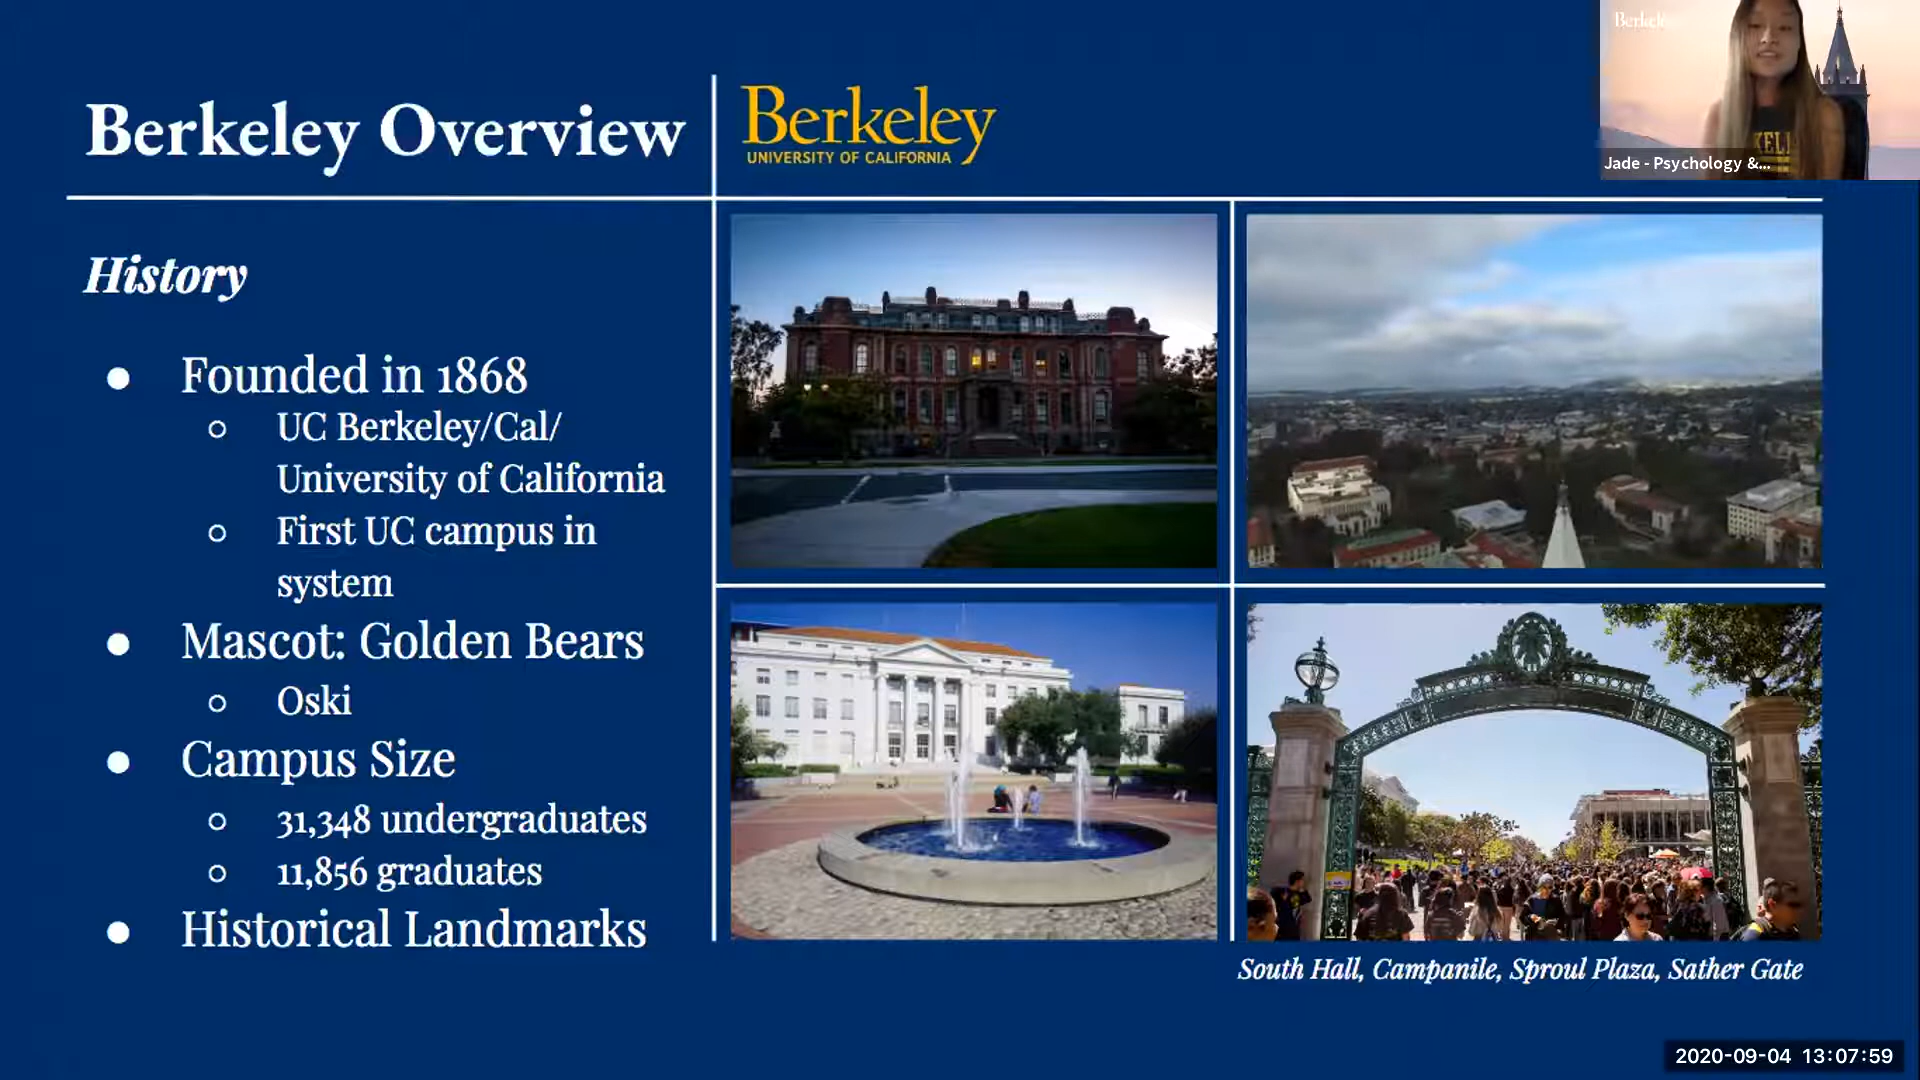 Berkeley Overview
Berkeley
UNIVERSITY OF CALIFORNIA
Jade - Psychology &...
History
Founded in 1868
UC Berkeley/Cal/
University of California
First UC campus in
system
Mascot: Golden Bears
Oski
Campus Size
31,348 undergraduates
11,856 graduates
Historical Landmarks
South Hall, Campanile, Sproul Plaza, Sather Gate
2020-09-04 13:07:59